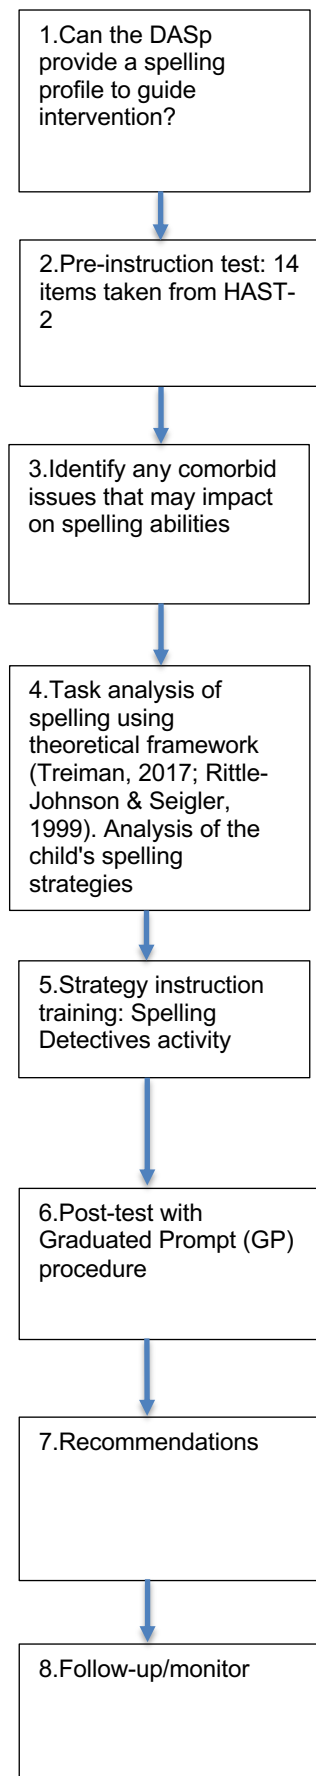 1.Can the DASp
provide a spelling
profile to guide
intervention?
2.Pre-instruction test: 14
items taken from HAST-
2
3.Identify any comorbid
issues that may impact
on spelling abilities
4.Task analysis of
spelling using
theoretical framework
(Treiman, 2017; Rittle-
Johnson & Seigler,
1999). Analysis of the
child's spelling
strategies
5.Strategy instruction
training: Spelling
Detectives activity
6.Post-test with
Graduated Prompt (GP)
procedure
7.Recommendations
8.Follow-up/monitor